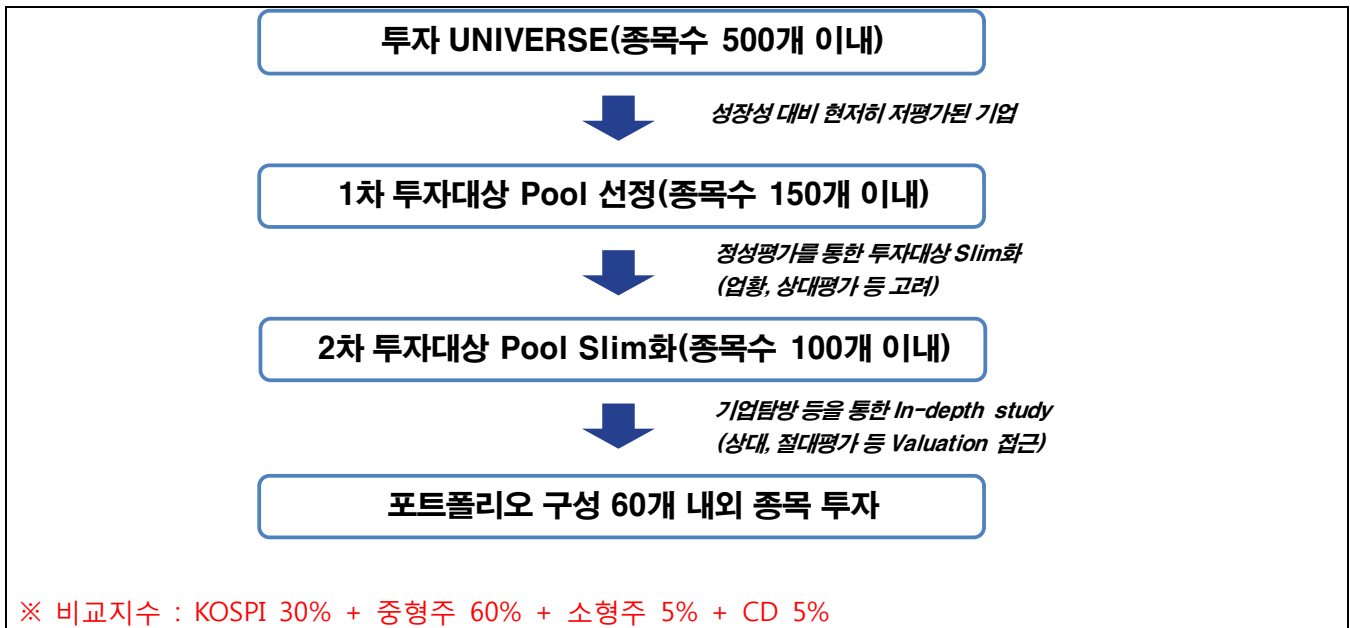 투자 UNIVERSE(종목수 500개 이내)
성장성 대비 현저히 저평가된 기업
1차 투자대상 Pool 선정(종목수 150개 이내)
정성평가를 통한 투자대상 Slim화
(업황, 상대평가 등 고려)
2차 투자대상 Pool Slim화(종목수 100개 이내)
기업탐방 등을 통한 In-depth study
(상대, 절대평가 등 Valuation 접근)
포트폴리오 구성 60개 내외 종목 투자
※ 비교지수 : KOSPI 30% + 중형주 60% + 소형주 5% + CD 5%